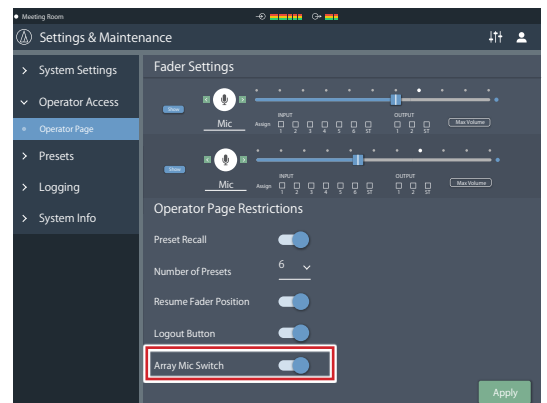 Meeting Room
Settings & Maintenance
System Settings
Operator Access
Operator Page
Presets
Logging
System Info
Fader Settings
Show
Mic
Assign
INPUT
1 2 3 4 5 6 ST
OUTPUT
1 2 ST
Max Volume
Show
Mic
Assign
INPUT
1 2 3 4 5 6 ST
OUTPUT
1 2 ST
Max Volume
Operator Page Restrictions
Preset Recall
Number of Presets 6
Resume Fader Position
Logout Button
Array Mic Switch
Apply